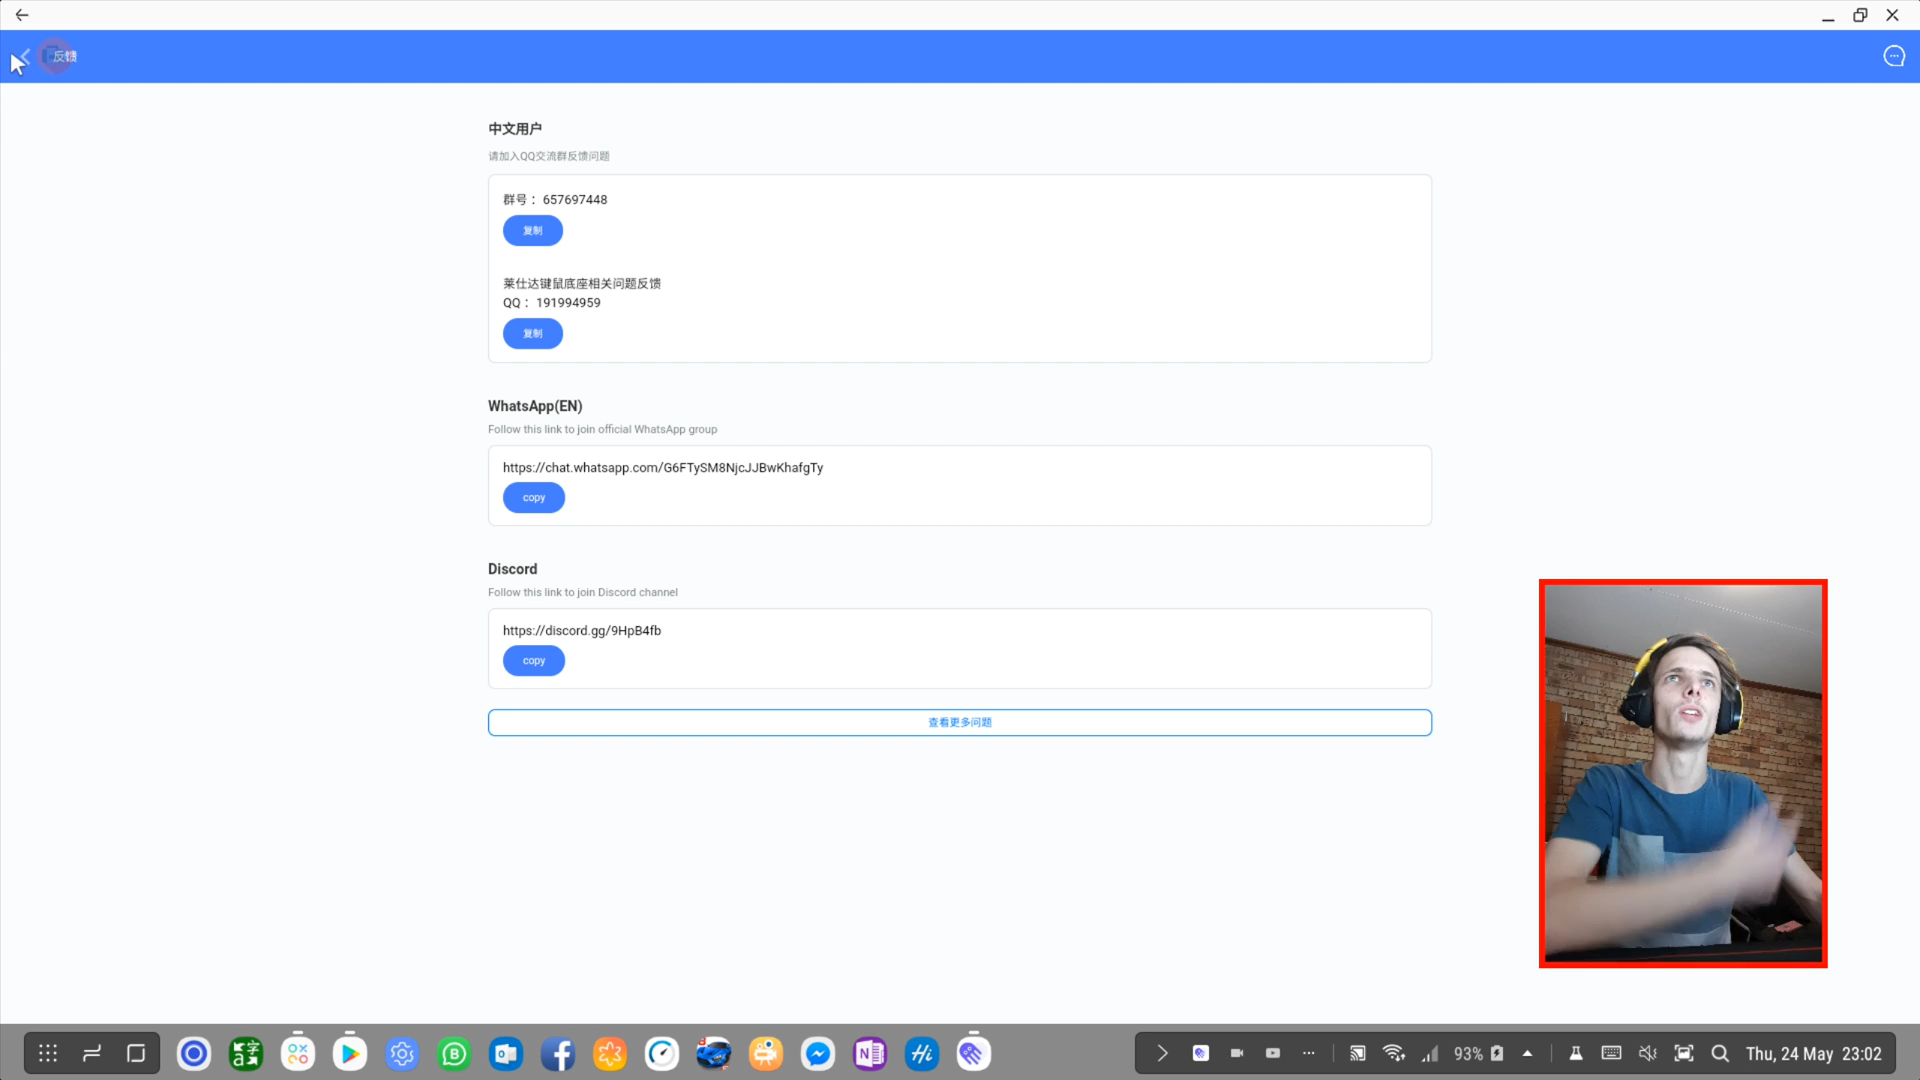 反馈
中文用户
请加入QQ交流群反馈问题
群号： 657697448
复制
莱仕达键鼠底座相关问题反馈
QQ： 191994959
复制
WhatsApp(EN)
Follow this link to join official WhatsApp group
https://chat.whatsapp.com/G6FTySM8NjcJJBwKhafgTy
copy
Discord
Follow this link to join Discord channel
https://discord.gg/9HpB4fb
copy
查看更多问题
93%
Thu, 24 May 23:02